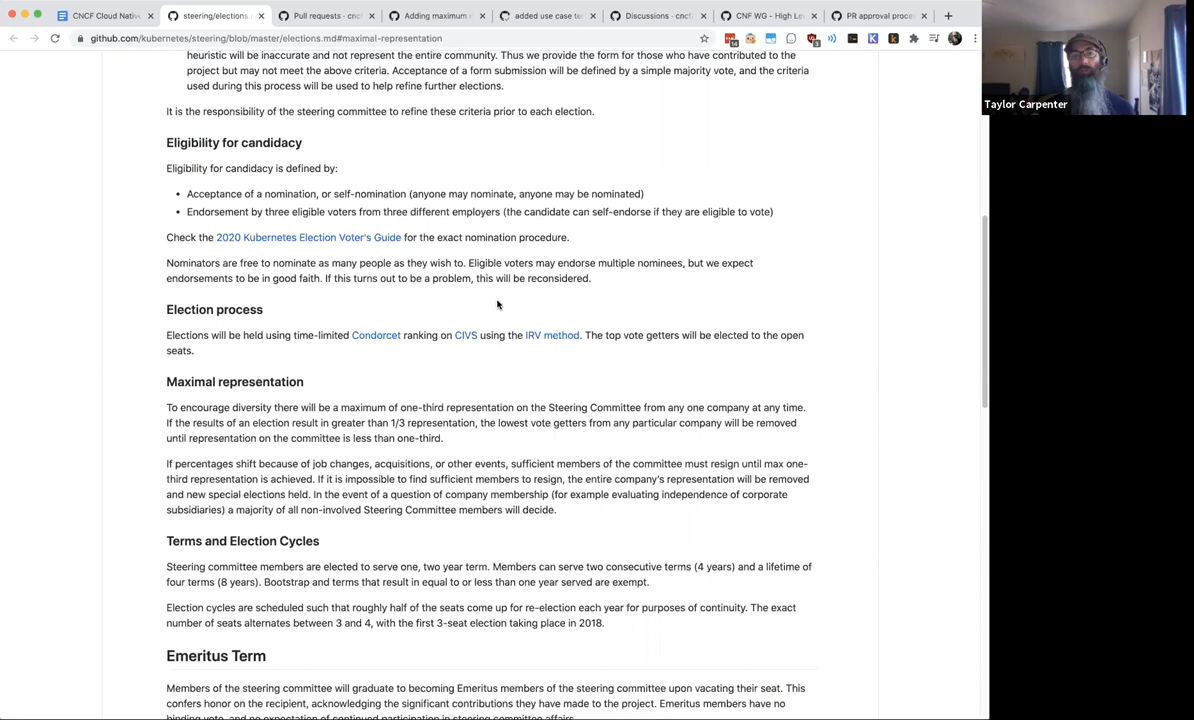 CNCF Cloud Native
steering/elections.
Pull requests · cncf
Adding maximum
added use case te
Discussions · cncf
CNF WG - High Le
PR approval proce
github.com/kubernetes/steering/blob/master/elections.md#maximal-representation
heuristic will be inaccurate and not represent the entire community. Thus we provide the form for those who have contributed to the
project but may not meet the above criteria. Acceptance of a form submission will be defined by a simple majority vote, and the criteria
used during this process will be used to help refine further elections.
It is the responsibility of the steering committee to refine these criteria prior to each election.
Eligibility for candidacy
Eligibility for candidacy is defined by:
• Acceptance of a nomination, or self-nomination (anyone may nominate, anyone may be nominated)
• Endorsement by three eligible voters from three different employers (the candidate can self-endorse if they are eligible to vote)
Check the 2020 Kubernetes Election Voter's Guide for the exact nomination procedure.
Nominators are free to nominate as many people as they wish to. Eligible voters may endorse multiple nominees, but we expect
endorsements to be in good faith. If this turns out to be a problem, this will be reconsidered.
Election process
Elections will be held using time-limited Condorcet ranking on CIVS using the IRV method. The top vote getters will be elected to the open
seats.
Maximal representation
To encourage diversity there will be a maximum of one-third representation on the Steering Committee from any one company at any time.
If the results of an election result in greater than 1/3 representation, the lowest vote getters from any particular company will be removed
until representation on the committee is less than one-third.
If percentages shift because of job changes, acquisitions, or other events, sufficient members of the committee must resign until max one-
third representation is achieved. If it is impossible to find sufficient members to resign, the entire company's representation will be removed
and new special elections held. In the event of a question of company membership (for example evaluating independence of corporate
subsidiaries) a majority of all non-involved Steering Committee members will decide.
Terms and Election Cycles
Steering committee members are elected to serve one, two year term. Members can serve two consecutive terms (4 years) and a lifetime of
four terms (8 years). Bootstrap and terms that result in equal to or less than one year served are exempt.
Election cycles are scheduled such that roughly half of the seats come up for re-election each year for purposes of continuity. The exact
number of seats alternates between 3 and 4, with the first 3-seat election taking place in 2018.
Emeritus Term
Members of the steering committee will graduate to becoming Emeritus members of the steering committee upon vacating their seat. This
confers honor on the recipient, acknowledging the significant contributions they have made to the project. Emeritus members have no
binding vote, and no expectation of continued participation in steering committee affairs.
Taylor Carpenter